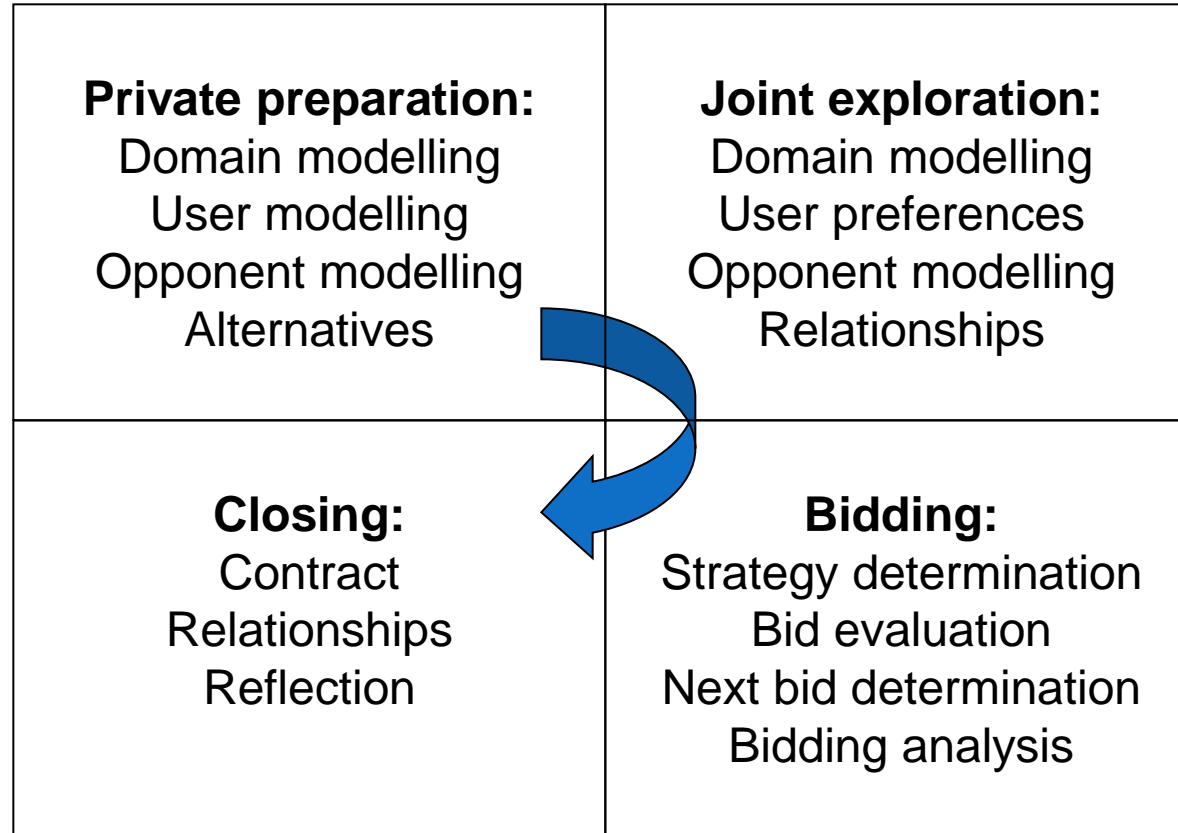 Private preparation:
Domain modelling
User modelling
Opponent modelling
Alternatives
Joint exploration:
Domain modelling
User preferences
Opponent modelling
Relationships
Closing:
Contract
Relationships
Reflection
Bidding:
Strategy determination
Bid evaluation
Next bid determination
Bidding analysis